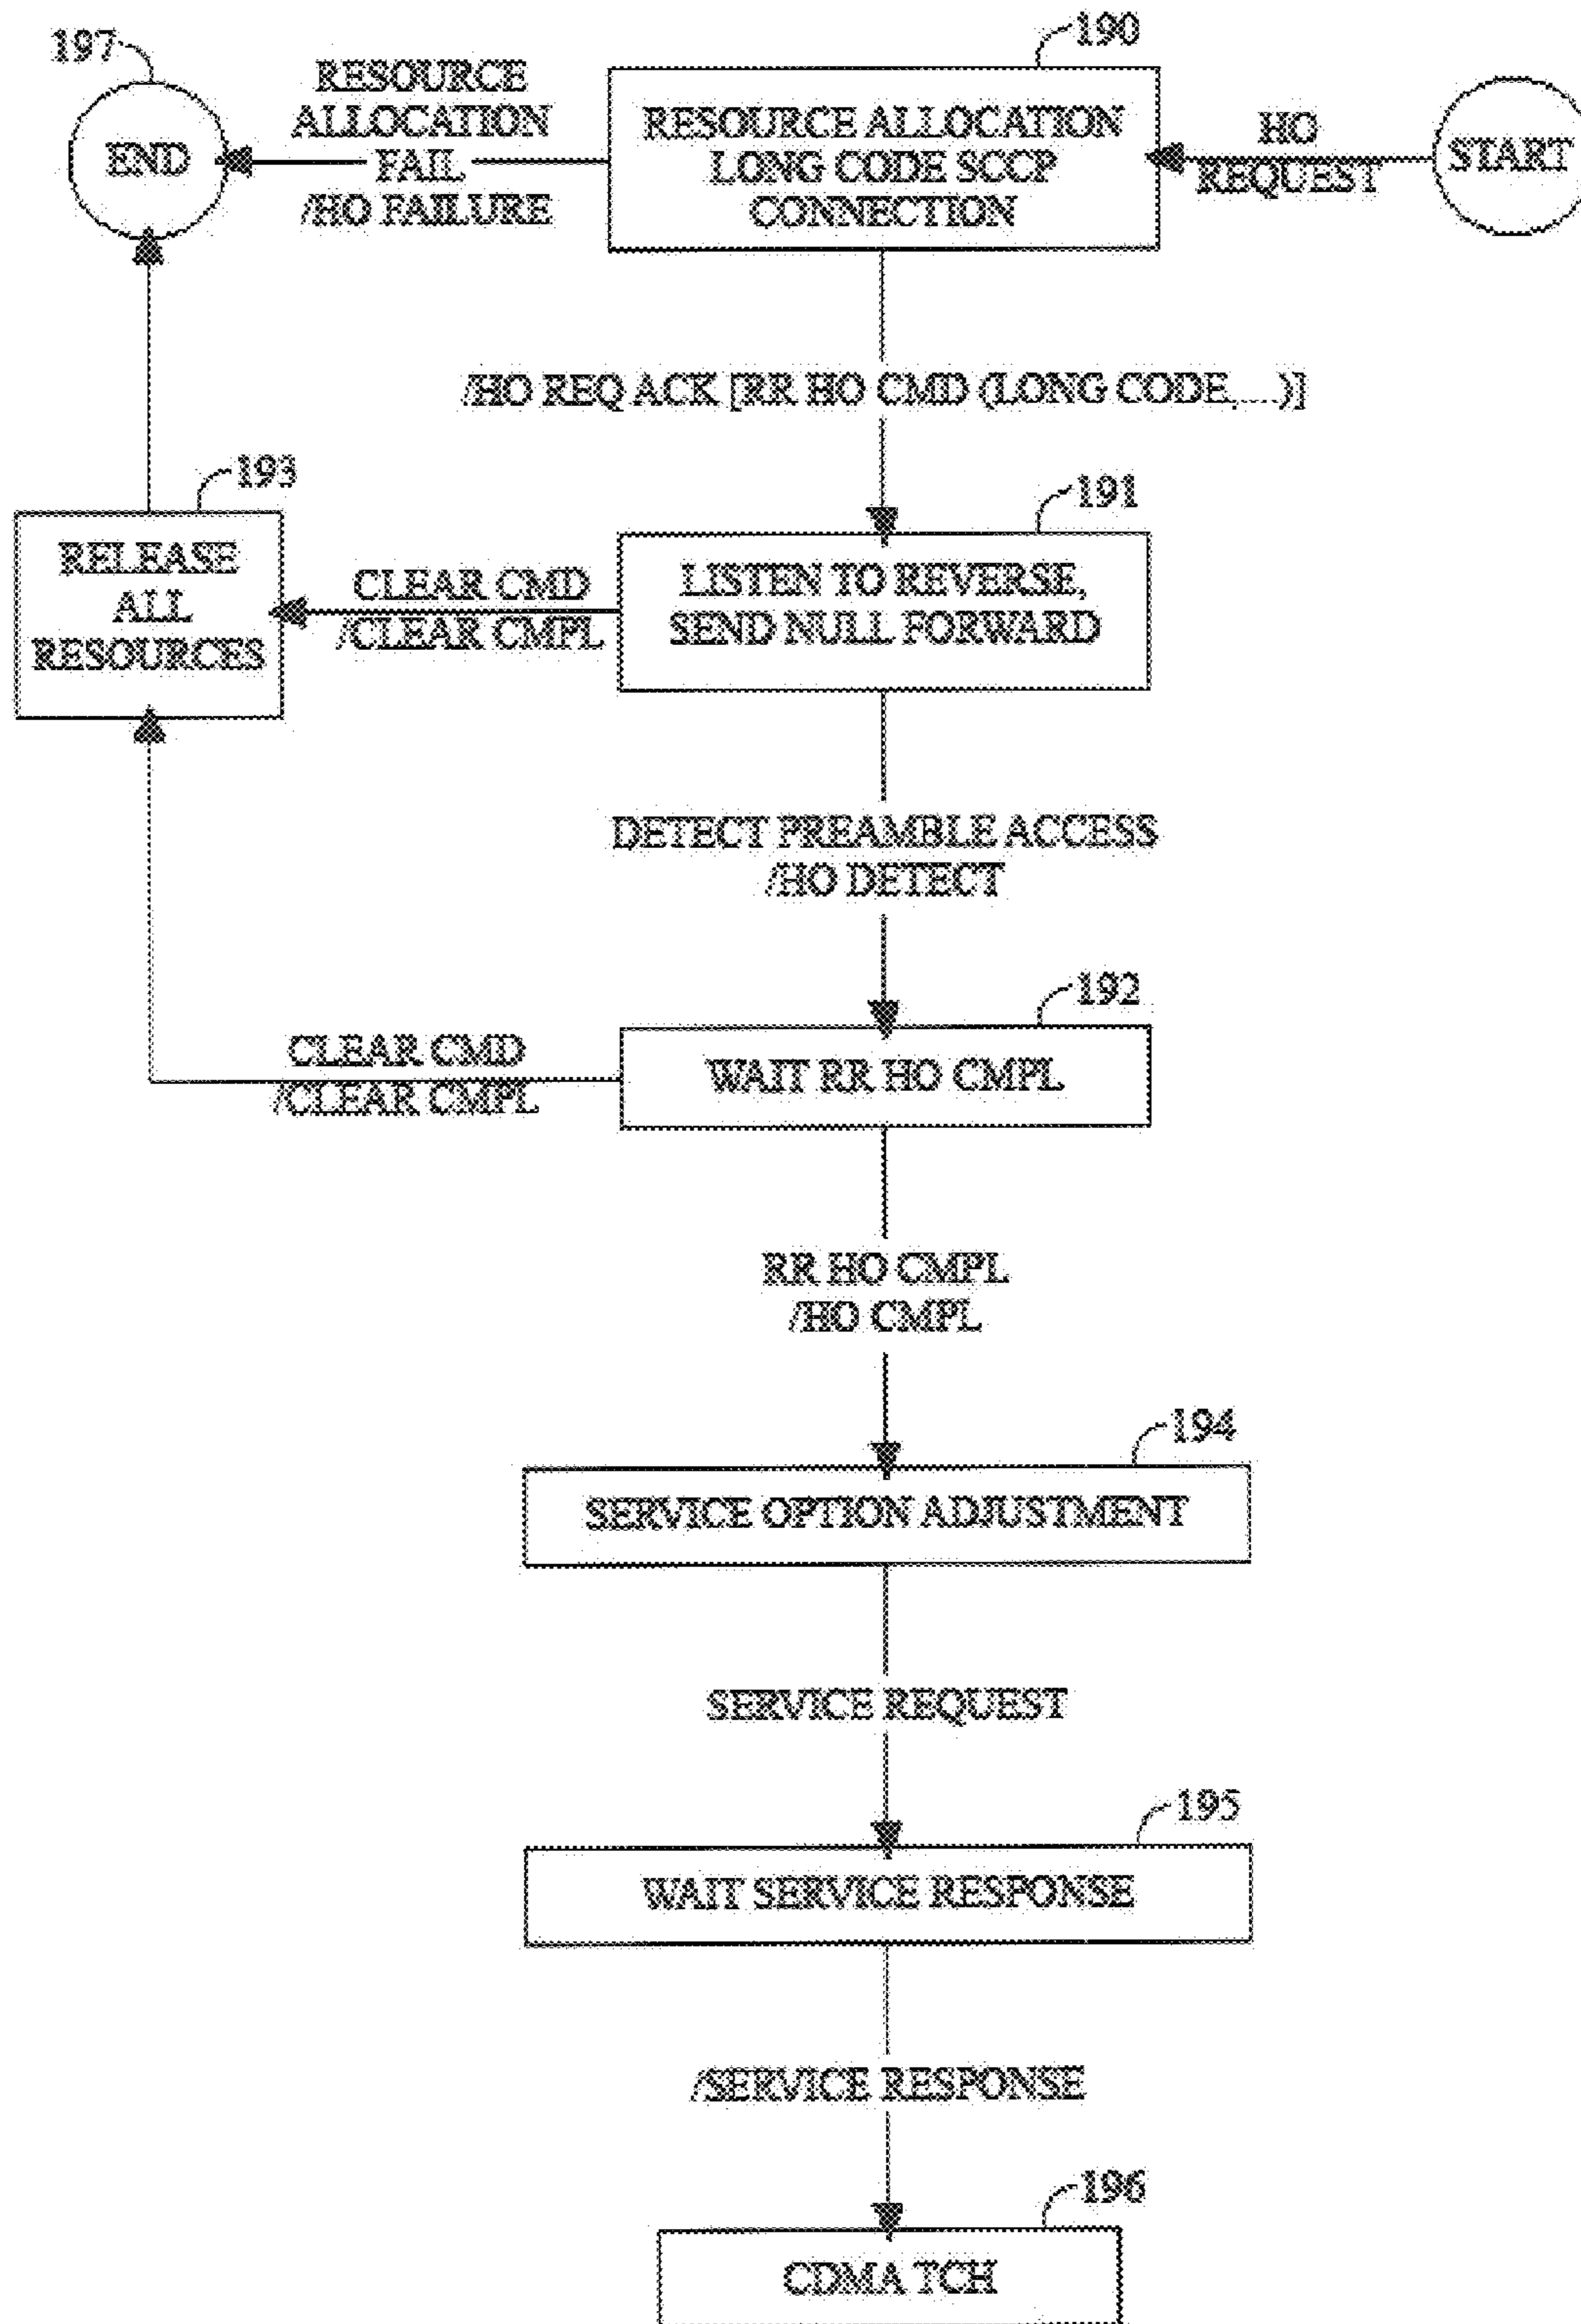 197
190
END
RESOURCE
ALLOCATION
FAIL
/HO FAILURE
RESOURCE ALLOCATION
LONG CODE SCCP
CONNECTION
HO
REQUEST
START
/HO REQ ACK [RR HO CMD (LONG CODE,...)]
193
191
RELEASE
ALL
RESOURCES
CLEAR CMD
/CLEAR CMPL
LISTEN TO REVERSE,
SEND NULL FORWARD
DETECT PREAMBLE ACCESS
/HO DETECT
192
CLEAR CMD
/CLEAR CMPL
WAIT RR HO CMPL
RR HO CMPL
/HO CMPL
194
SERVICE OPTION ADJUSTMENT
SERVICE REQUEST
195
WAIT SERVICE RESPONSE
/SERVICE RESPONSE
196
CDMA TCH